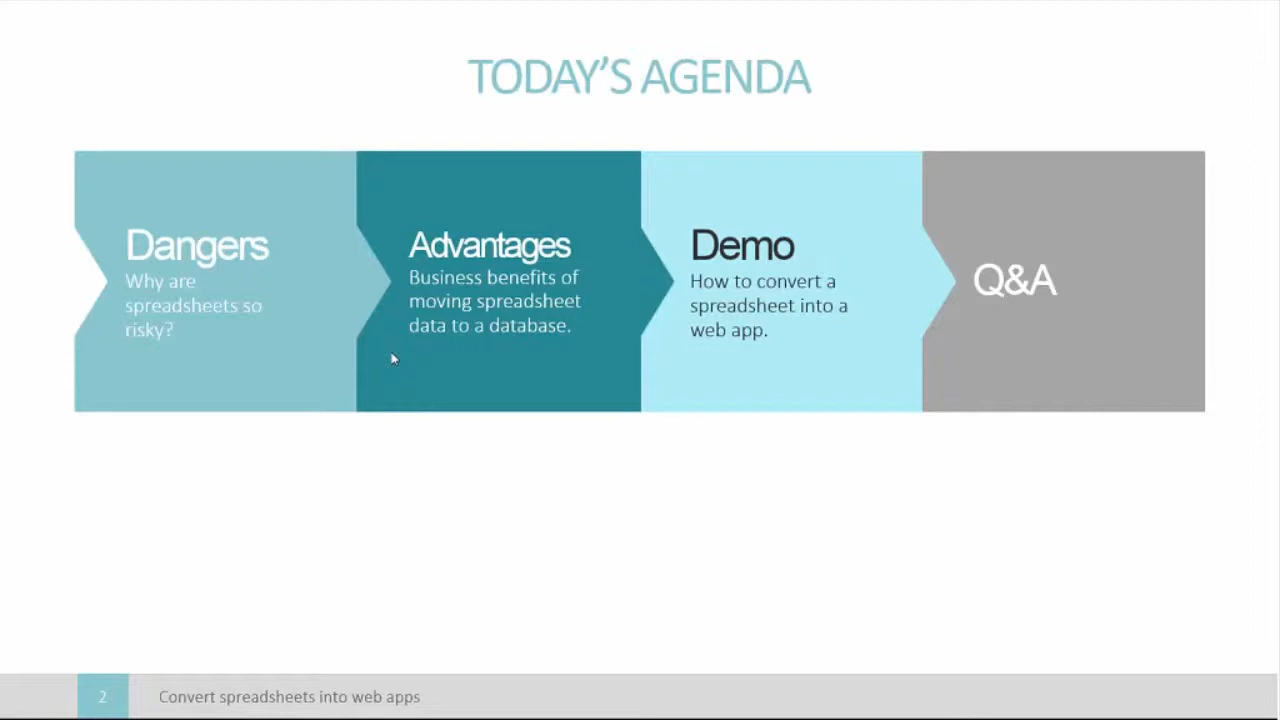 TODAY’S AGENDA
Dangers
Why are
spreadsheets so
risky?
Advantages
Business benefits of
moving spreadsheet
data to a database.
Demo
How to convert a
spreadsheet into a
web app.
Q&A
2
Convert spreadsheets into web apps